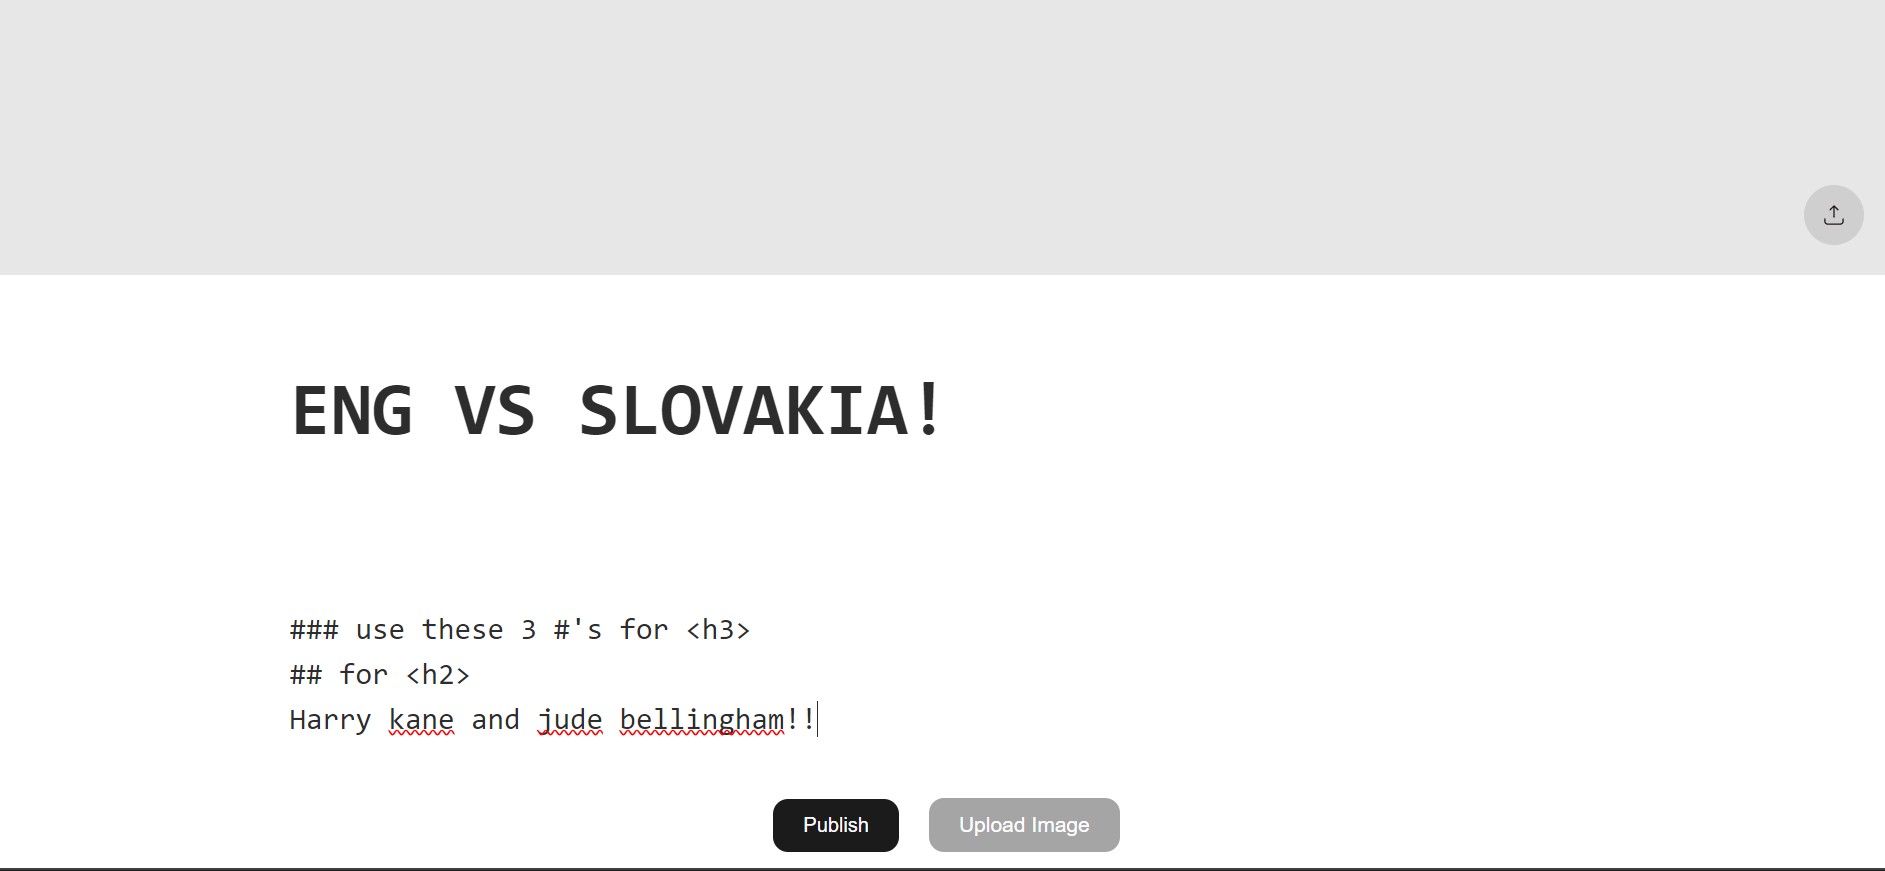 ENG VS SLOVAKIA!
### use these 3 #'s for <h3>
## for <h2>
Harry kane and jude bellingham!!
Publish
Upload Image